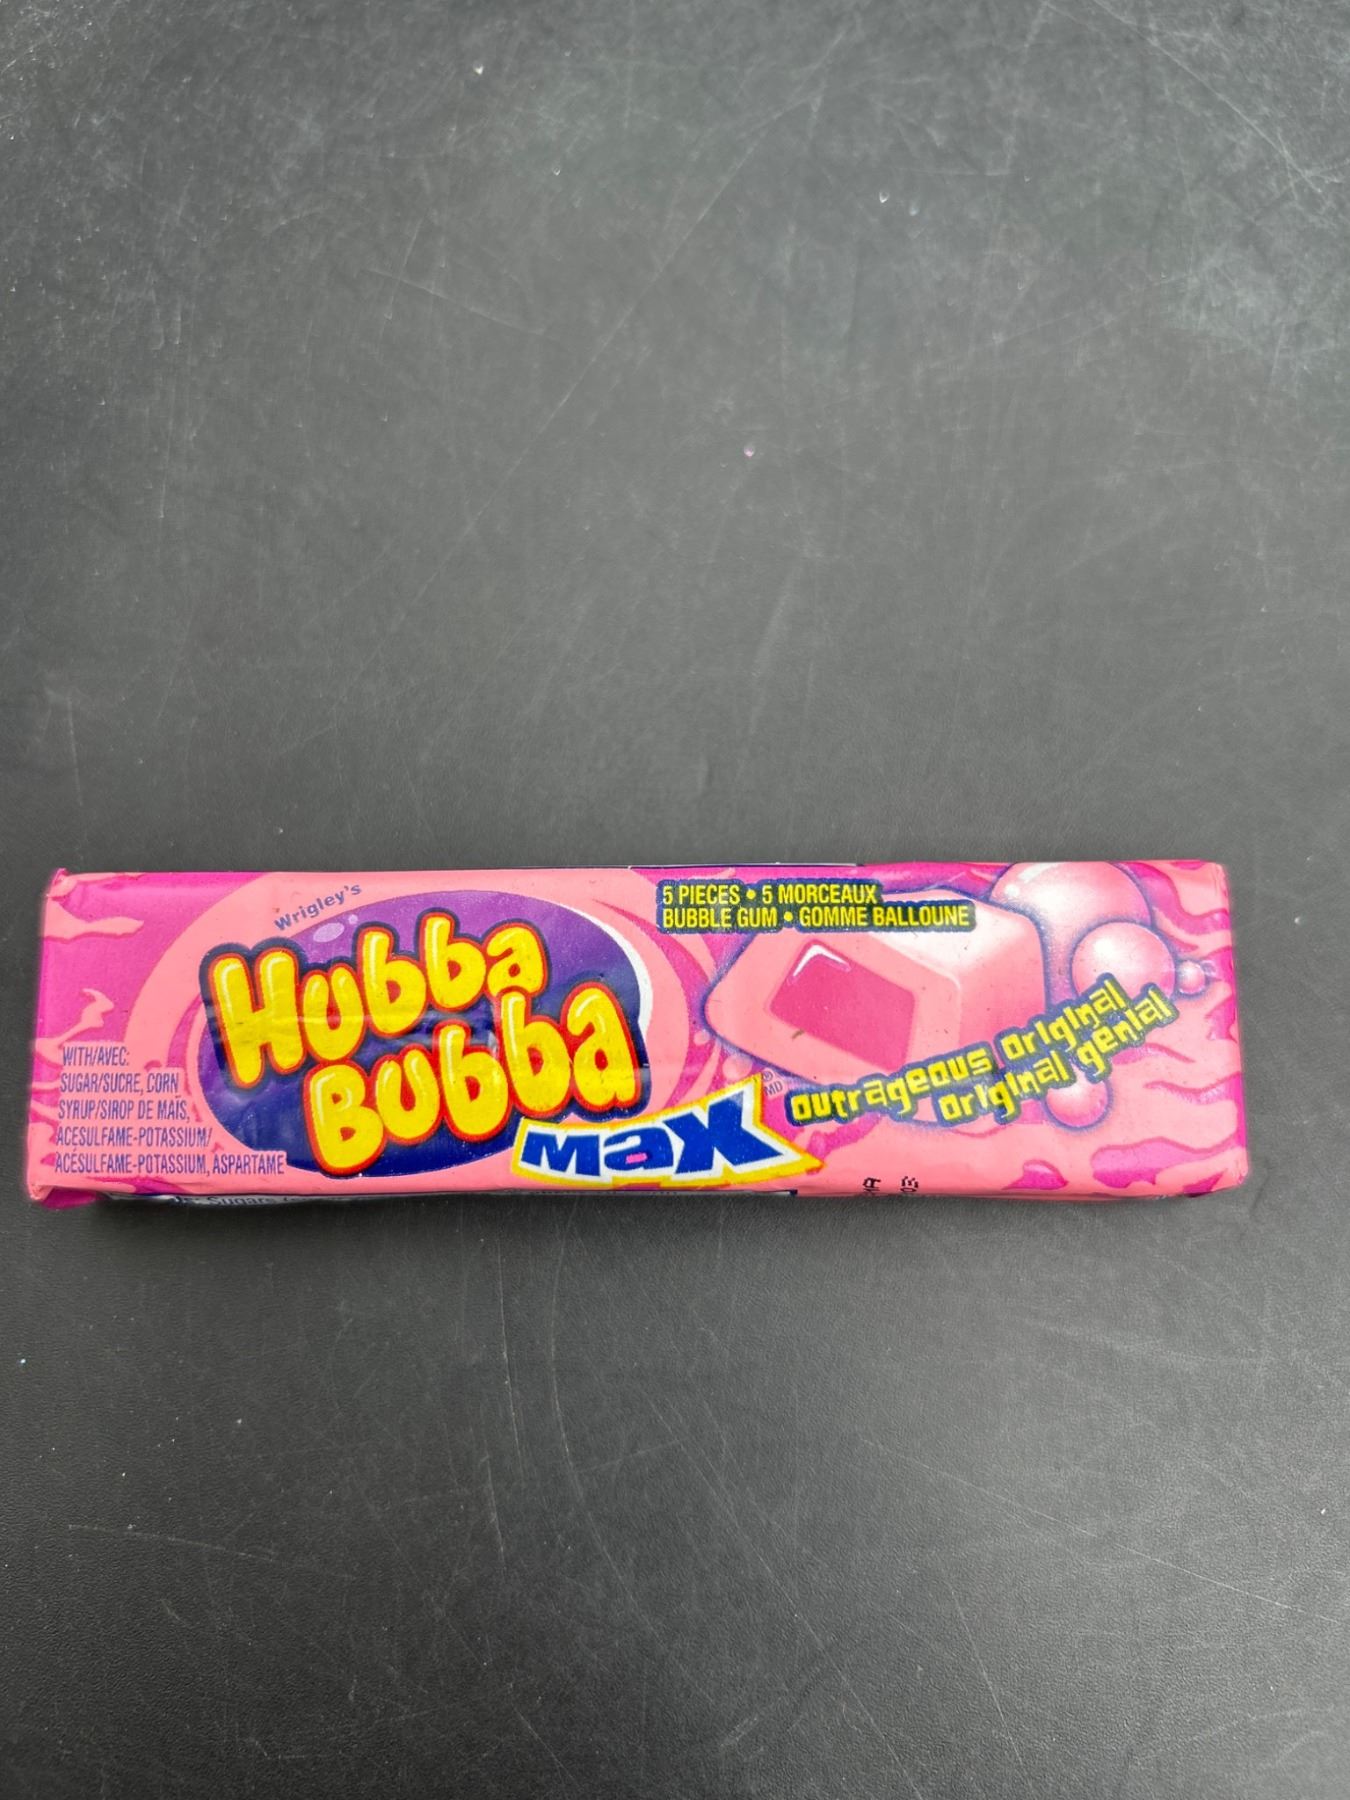 Wrigley's
Hubba
Bubba
Max
5 PIECES • 5 MORCEAUX
BUBBLE GUM • GOMME BALLOUNE
outrageous original
original génial
®
MD
WITH/AVEC:
SUGAR/SUCRE, CORN
SYRUP/SIROP DE MAÏS,
ACESULFAME-POTASSIUM/
ACÉSULFAME-POTASSIUM, ASPARTAME
Sugars